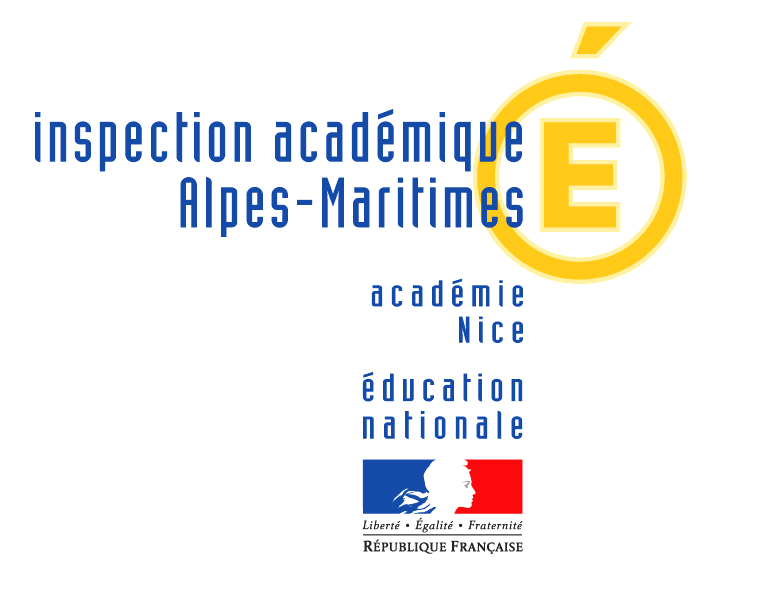 inspection académique
Alpes-Maritimes
É
académie
Nice
éducation
nationale
Liberté • Égalité • Fraternité
RÉPUBLIQUE FRANÇAISE